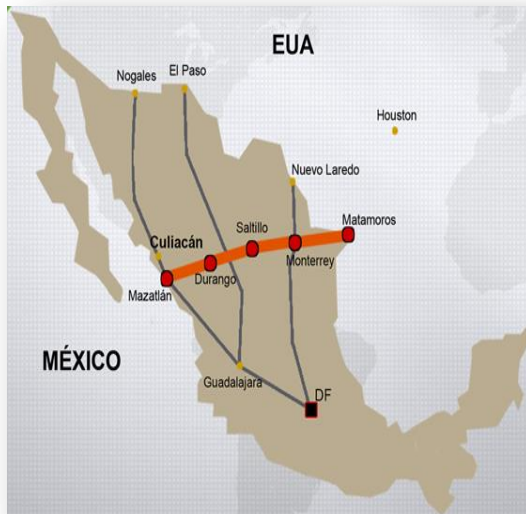 EUA
El Paso
Nogales
Houston
Nuevo Laredo
Saltillo
Matamoros
Culiacán
Monterrey
Durango
Mazatlán
MÉXICO
Guadalajara
DF